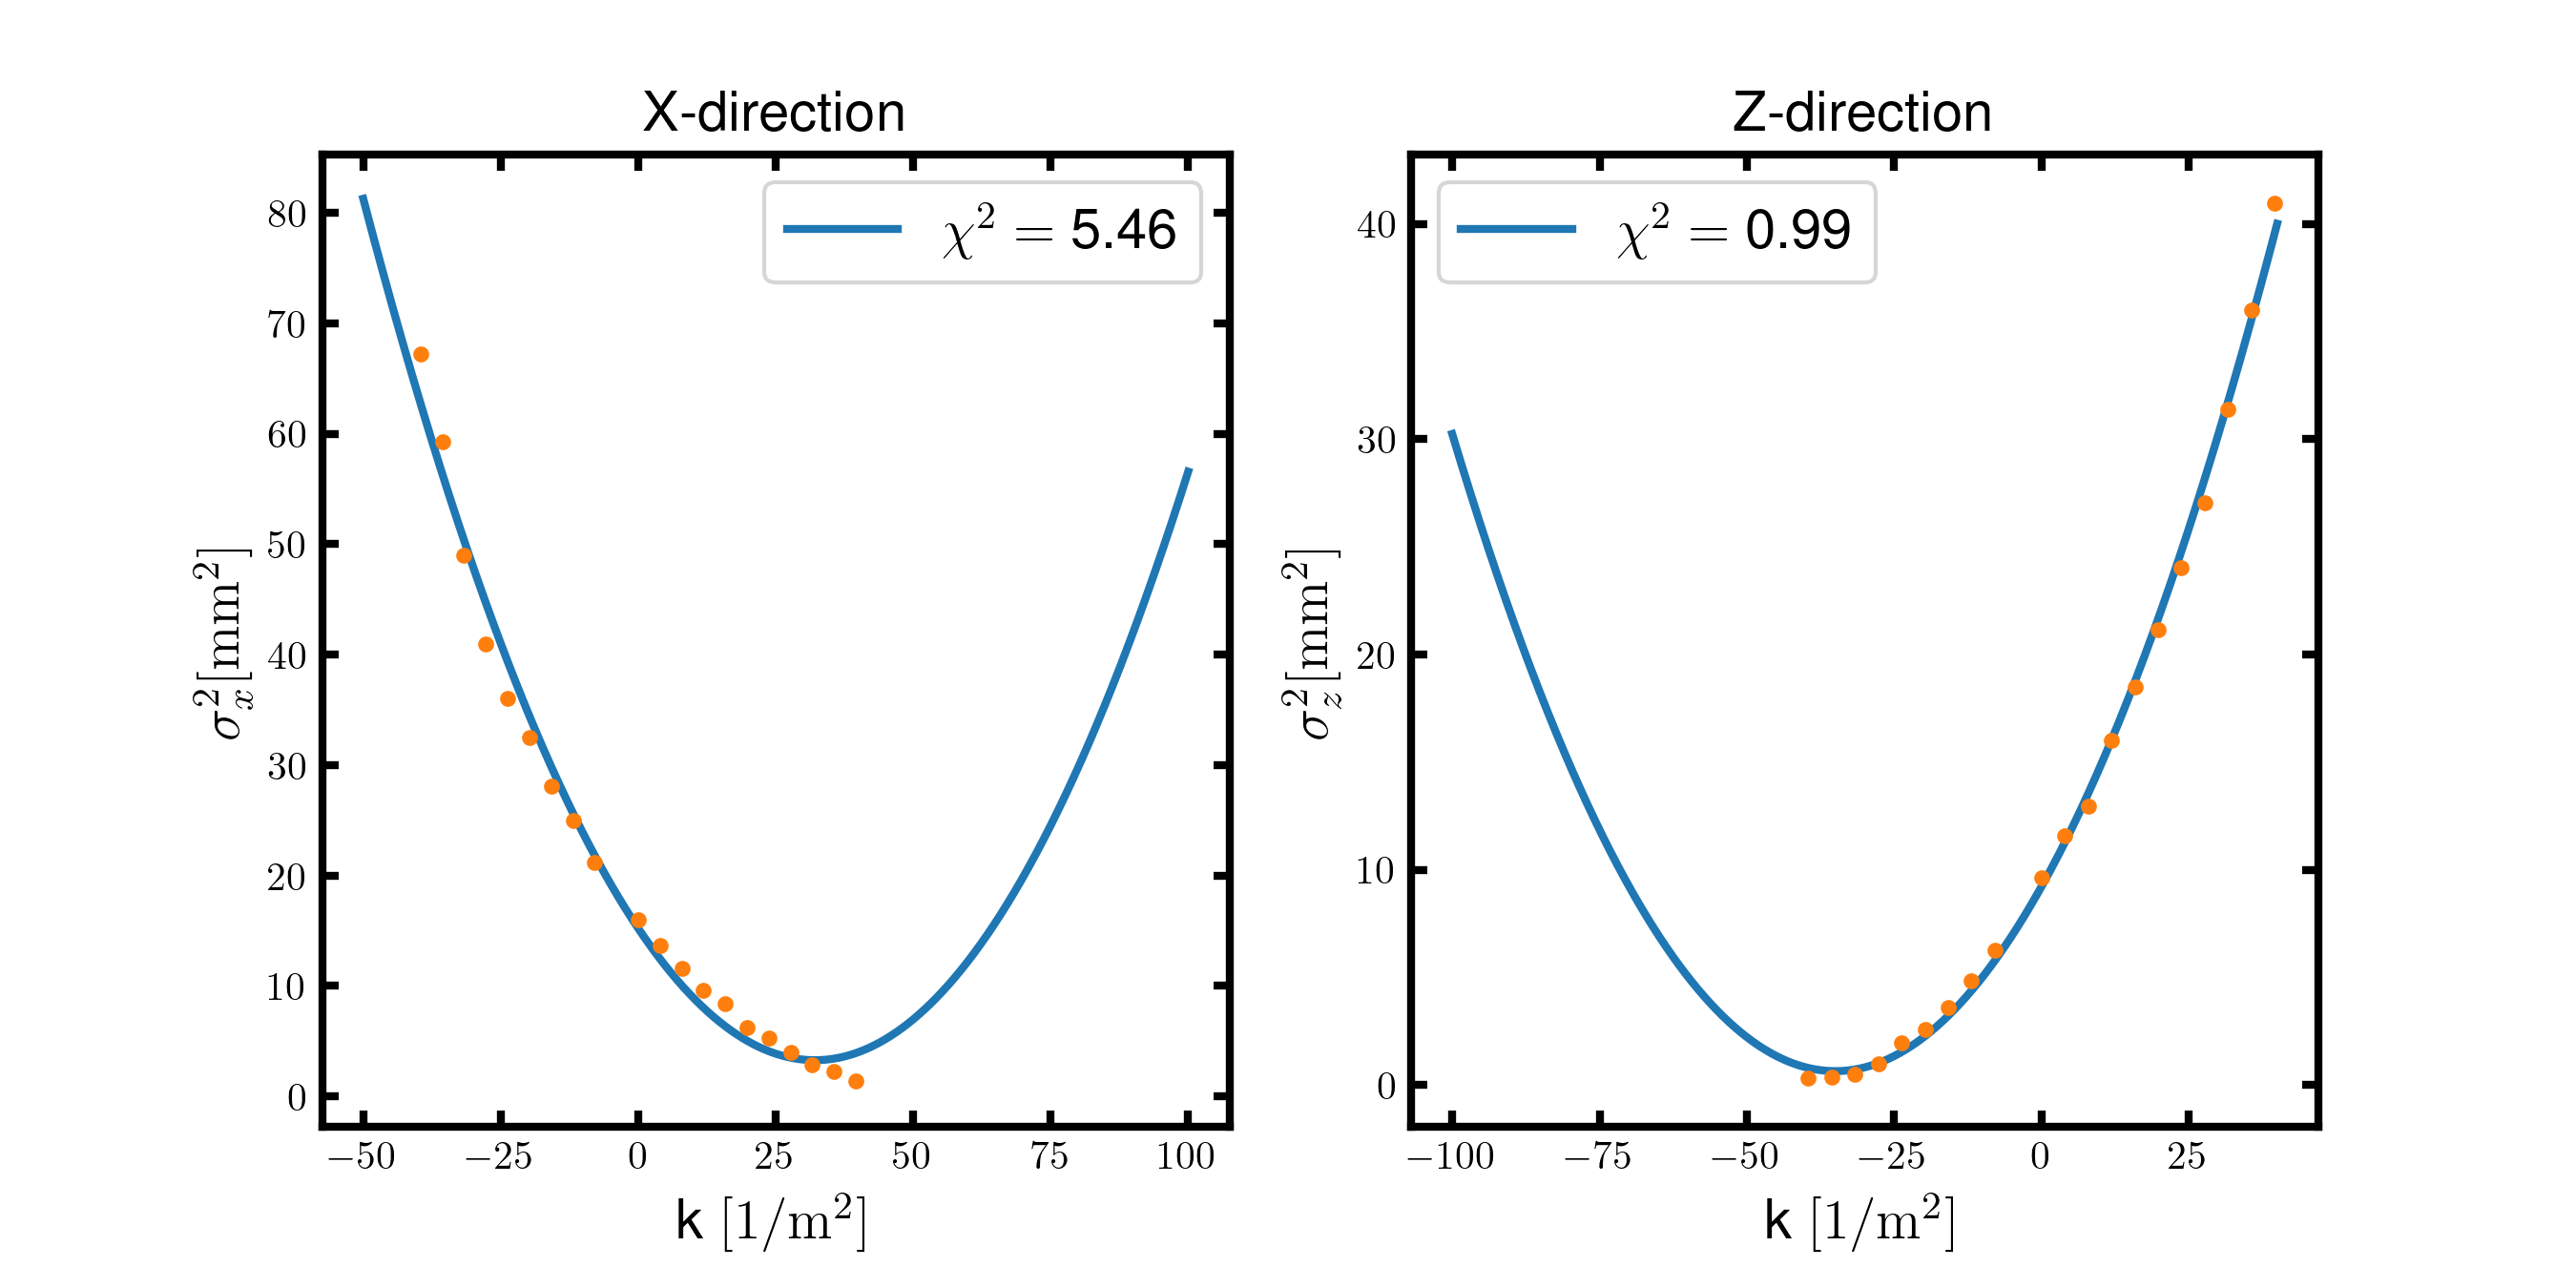 X-direction
χ² = 5.46
80
70
60
50
40
30
20
10
0
σ²ₓ[mm²]
−50 −25 0 25 50 75 100
k [1/m²]
Z-direction
χ² = 0.99
40
30
20
10
0
σ²_z[mm²]
−100 −75 −50 −25 0 25
k [1/m²]